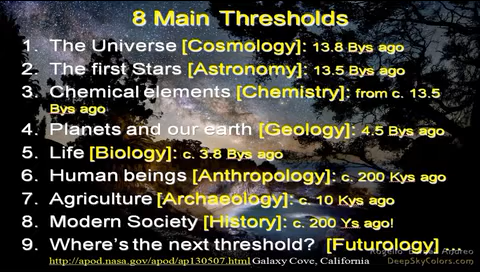 8 Main Thresholds
1. The Universe [Cosmology]: 13.8 Bys ago
2. The first Stars [Astronomy]: 13.5 Bys ago
3. Chemical elements [Chemistry]: from c. 13.5
Bys ago
4. Planets and our earth [Geology]: 4.5 Bys ago
5. Life [Biology]: c. 3.8 Bys ago
6. Human beings [Anthropology]: c. 200 Kys ago
7. Agriculture [Archaeology]: c. 10 Kys ago
8. Modern Society [History]: c. 200 Ys ago!
9. Where's the next threshold? [Futurology] ...
http://apod.nasa.gov/apod/ap130507.html Galaxy Cove, California
DeepSkyColors.com